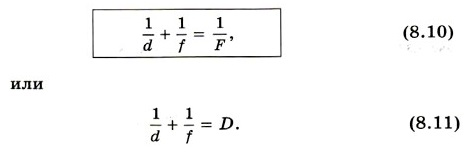 1/d + 1/f = 1/F, (8.10)
или
1/d + 1/f = D. (8.11)